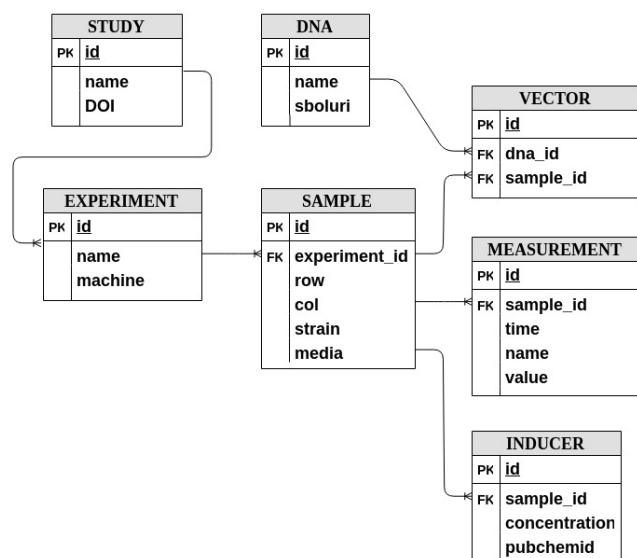 STUDY
PK id
name
DOI
DNA
PK id
name
sboluri
VECTOR
PK id
FK dna_id
FK sample_id
EXPERIMENT
PK id
name
machine
SAMPLE
PK id
FK experiment_id
row
col
strain
media
MEASUREMENT
PK id
FK sample_id
time
name
value
INDUCER
PK id
FK sample_id
concentration
pubchemid